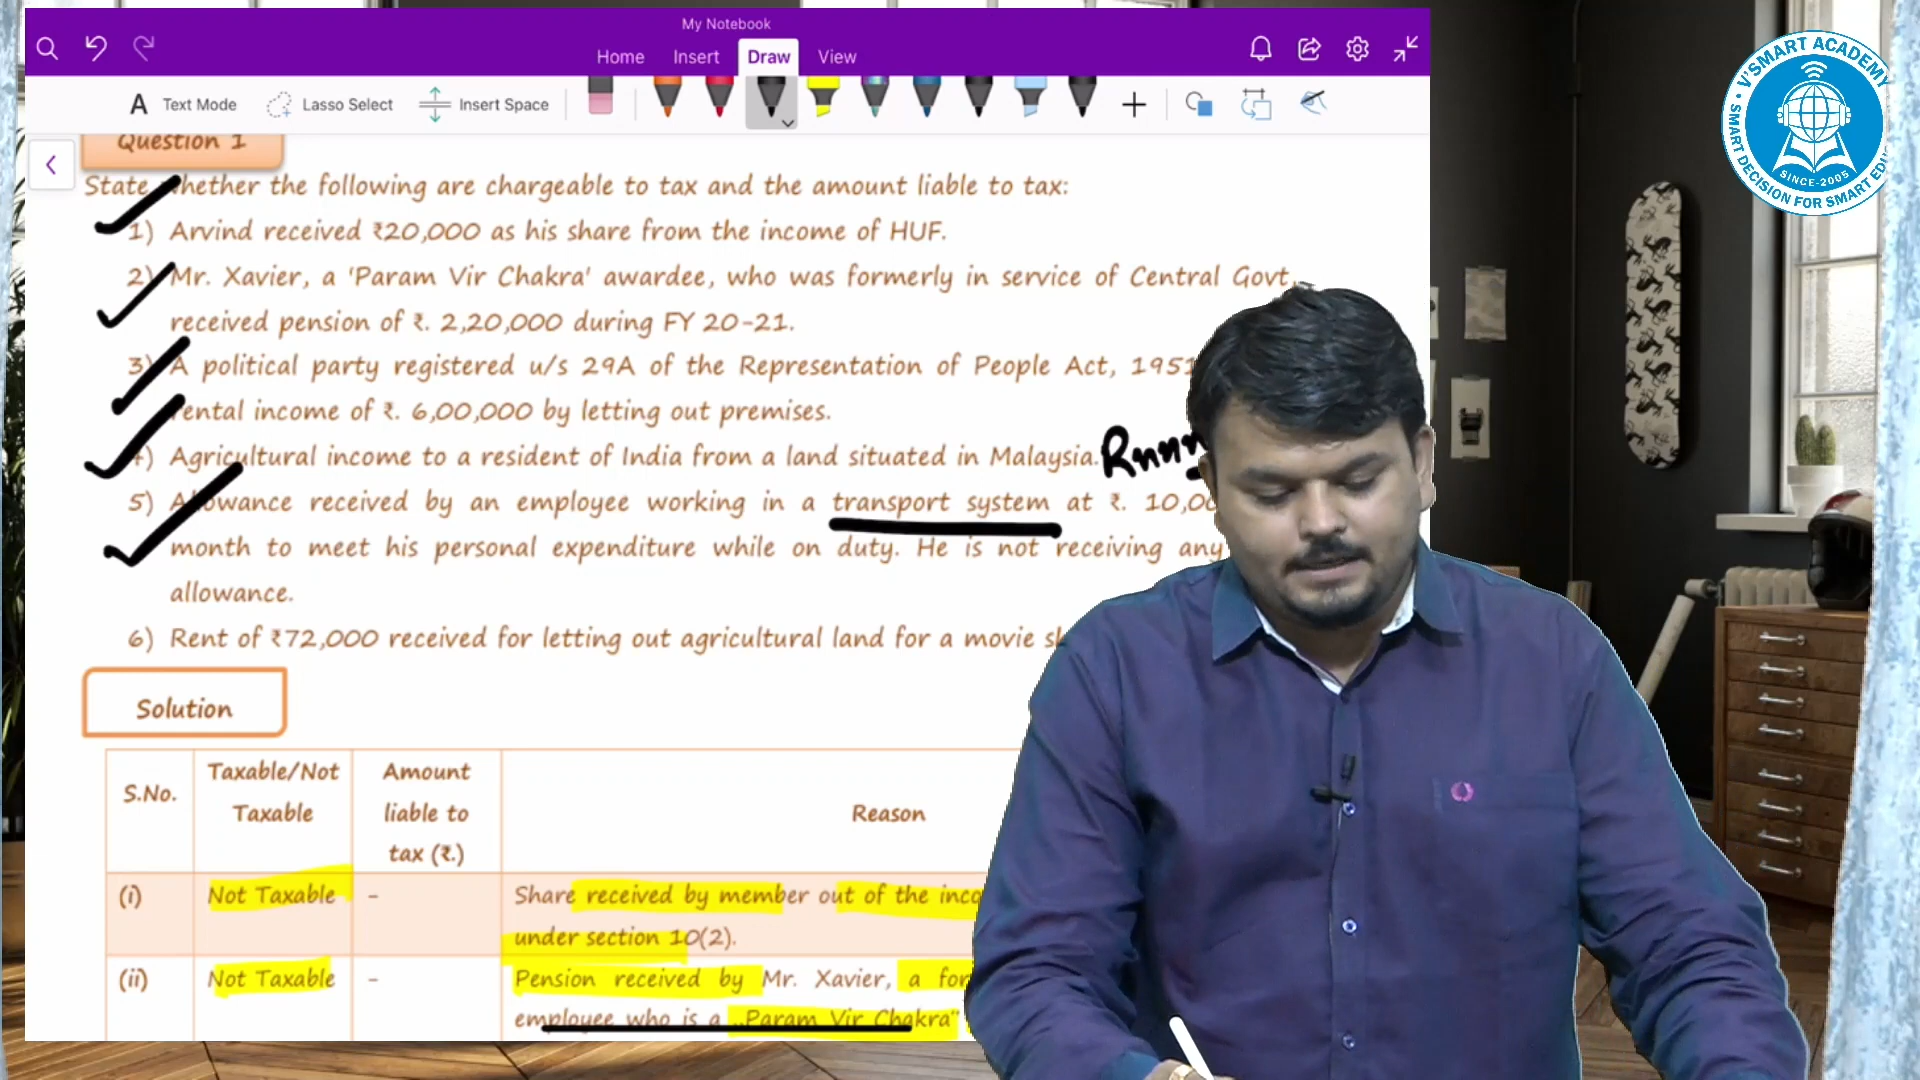 My Notebook
Home Insert Draw View
A Text Mode Lasso Select Insert Space
Question 1
State whether the following are chargeable to tax and the amount liable to tax:
1) Arvind received ₹20,000 as his share from the income of HUF.
2) Mr. Xavier, a 'Param Vir Chakra' awardee, who was formerly in service of Central Govt.
received pension of ₹. 2,20,000 during FY 20-21.
3) A political party registered u/s 29A of the Representation of People Act, 1951
rental income of ₹. 6,00,000 by letting out premises.
4) Agricultural income to a resident of India from a land situated in Malaysia.
5) Allowance received by an employee working in a transport system at ₹.
month to meet his personal expenditure while on duty. He is not receiving any
allowance.
6) Rent of ₹72,000 received for letting out agricultural land for a movie
Solution
S.No. Taxable/Not Taxable Amount liable to tax (₹.) Reason
(i) Not Taxable - Share received by member out of the
under section 10(2).
(ii) Not Taxable - Pension received by Mr. Xavier, a
employee who is a „Param Vir Chakra"
V'SMART ACADEMY
SMART DECISION FOR SMART
SINCE-2005